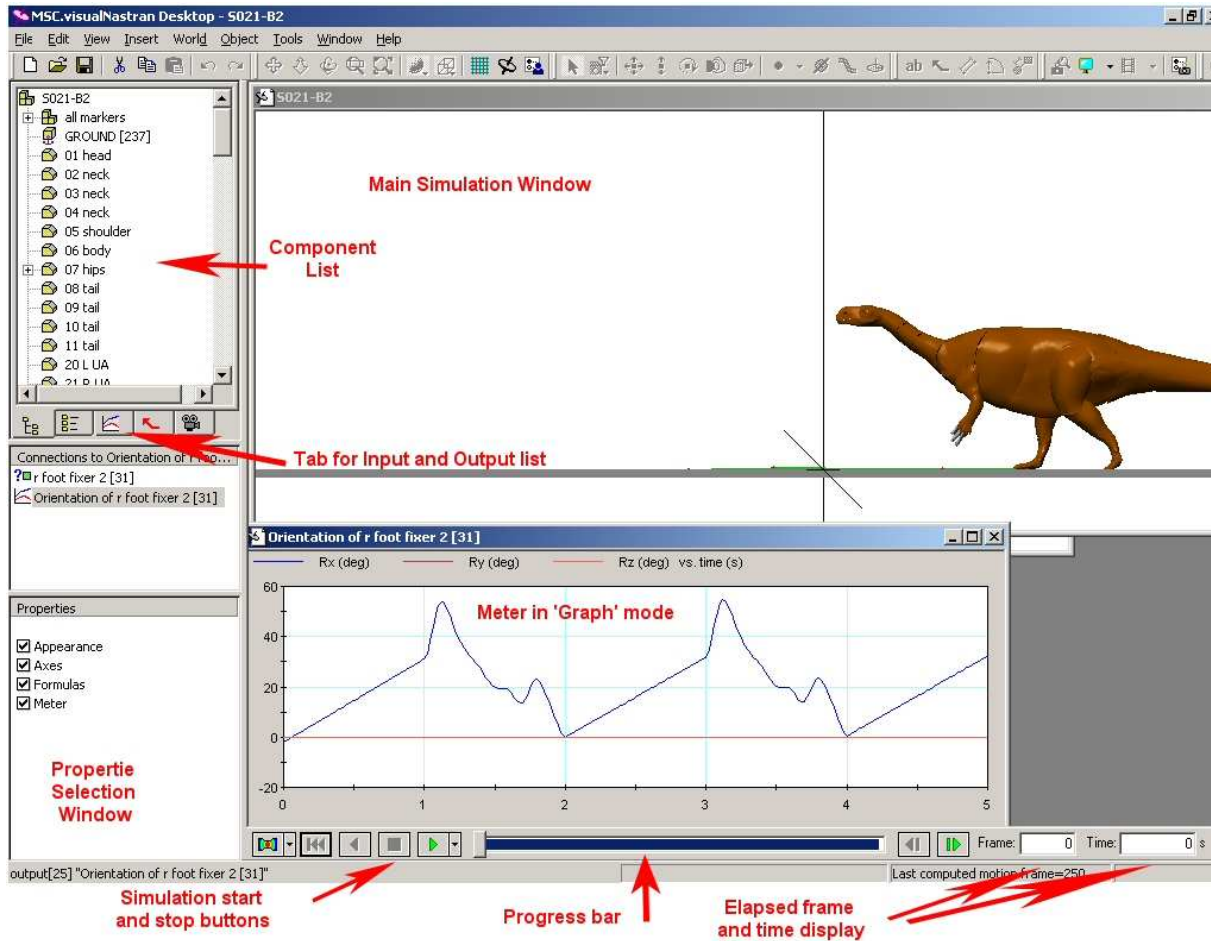 MSC.visualNastran Desktop - S021-B2
File Edit View Insert World Object Tools Window Help
S021-B2
all markers
GROUND [237]
01 head
02 neck
03 neck
04 neck
05 shoulder
06 body
07 hips
08 tail
09 tail
10 tail
11 tail
20 L UA
21 R UA
Component
List
Tab for Input and Output list
S021-B2
Main Simulation Window
Connections to Orientation of r foo...
r foot fixer 2 [31]
Orientation of r foot fixer 2 [31]
Properties
Appearance
Axes
Formulas
Meter
Propertie
Selection
Window
Orientation of r foot fixer 2 [31]
Rx (deg) Ry (deg) Rz (deg) vs. time (s)
Meter in 'Graph' mode
60
40
20
0
-20
0 1 2 3 4 5
Frame: 0 Time: 0 s
output[25] "Orientation of r foot fixer 2 [31]"
Last computed motion frame=250
Simulation start
and stop buttons
Progress bar
Elapsed frame
and time display